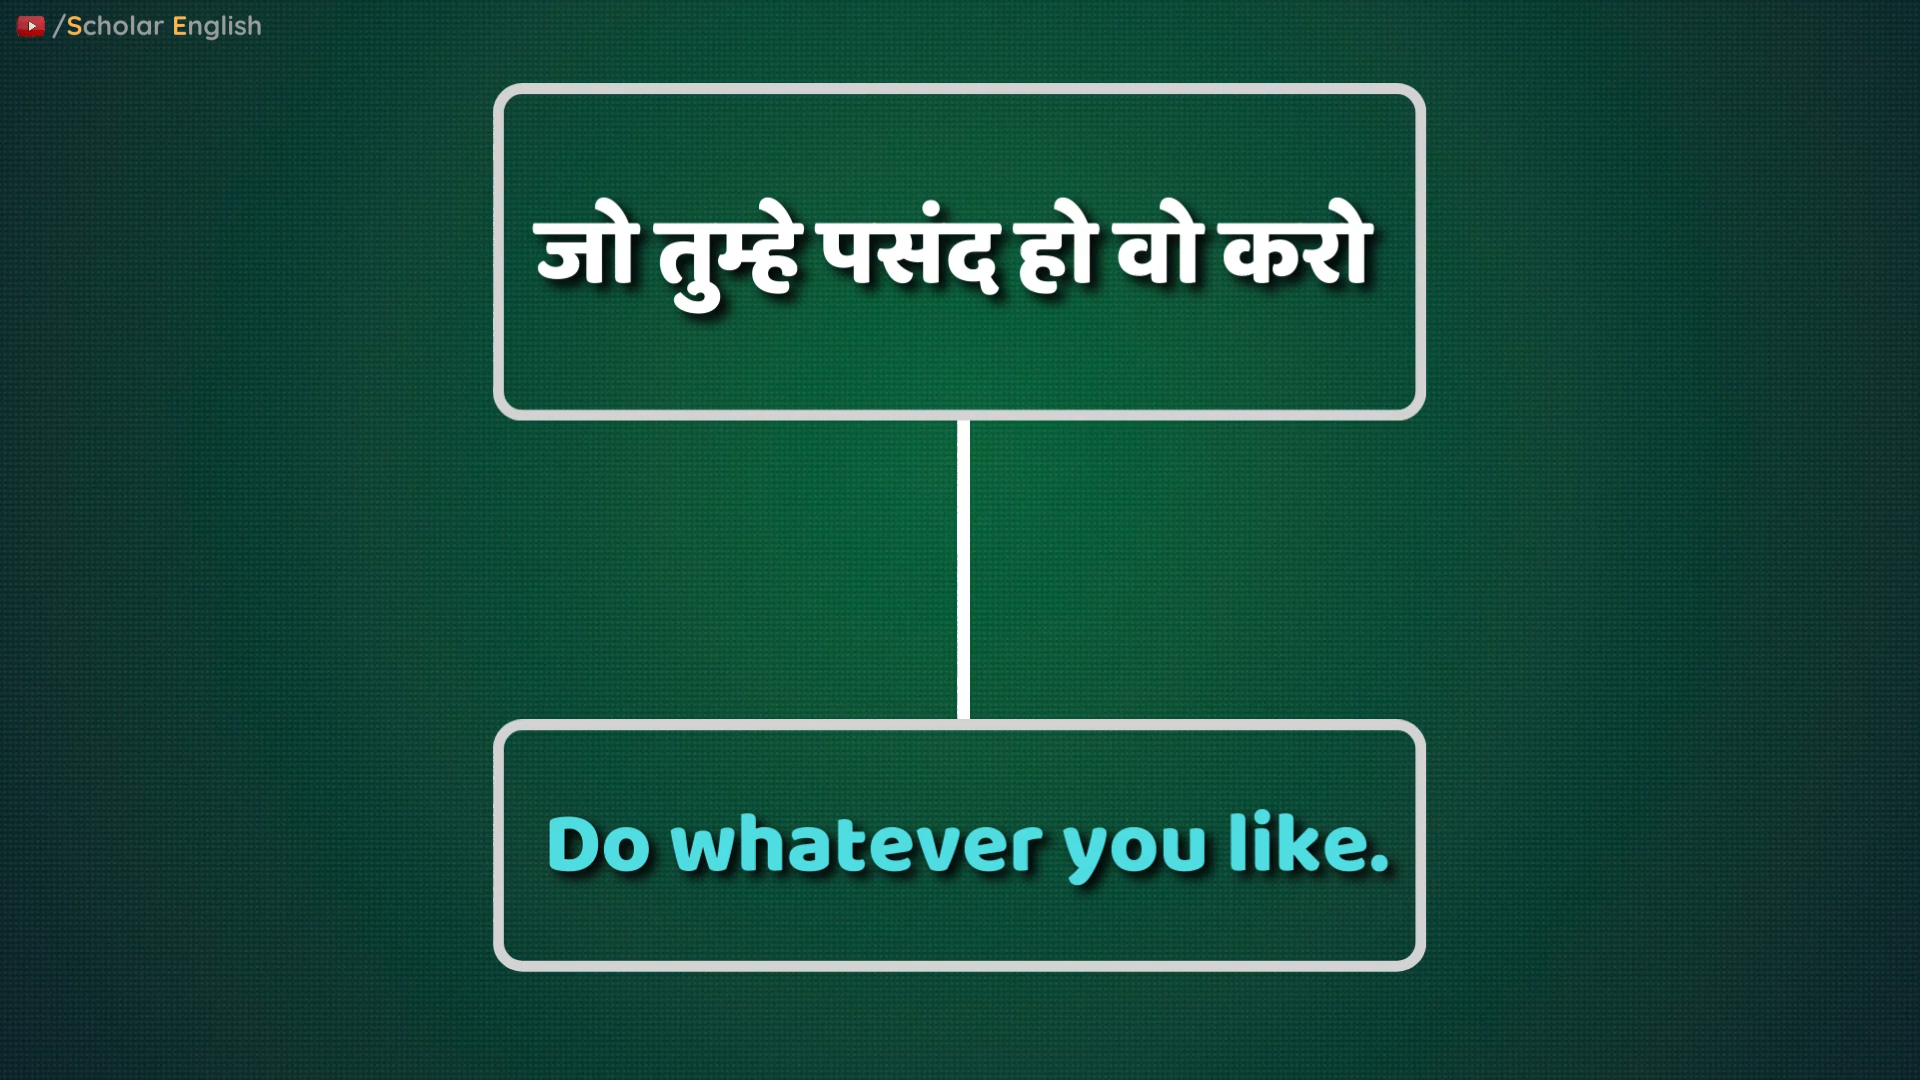 /Scholar English
जो तुम्हे पसंद हो वो करो
Do whatever you like.